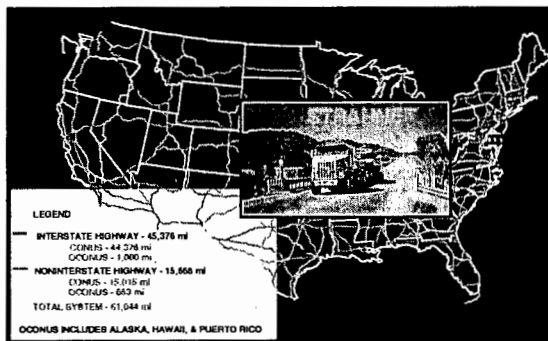 STRAHNET
LEGEND
INTERSTATE HIGHWAY - 45,376 mi
CONUS - 44,376 mi
OCONUS - 1,000 mi
NONINTERSTATE HIGHWAY - 15,668 mi
CONUS - 15,015 mi
OCONUS - 653 mi
TOTAL SYSTEM - 61,044 mi
OCONUS INCLUDES ALASKA, HAWAII, & PUERTO RICO